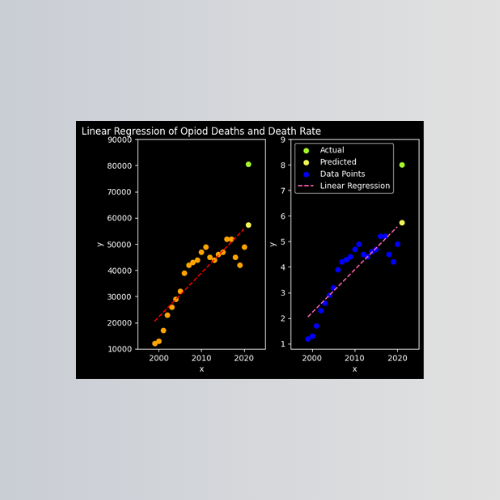 Linear Regression of Opiod Deaths and Death Rate
90000
80000
70000
60000
50000
40000
30000
20000
10000
y
2000 2010 2020
x
9
8
7
6
5
4
3
2
1
y
2000 2010 2020
x
Actual
Predicted
Data Points
Linear Regression